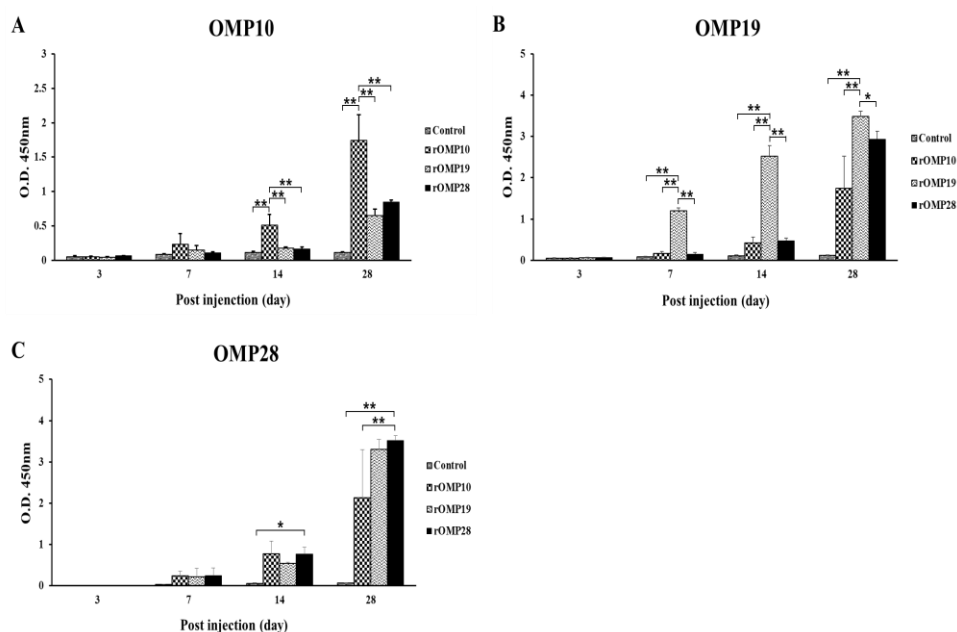 A
OMP10
3
2.5
2
1.5
1
0.5
0
O.D. 450nm
**
**
**
**
**
**
3 7 14 28
Post injenction (day)
Control
rOMP10
rOMP19
rOMP28
B
OMP19
5
4
3
2
1
0
O.D. 450nm
**
**
**
**
**
**
**
**
*
3 7 14 28
Post injection (day)
Control
rOMP10
rOMP19
rOMP28
C
OMP28
5
4
3
2
1
0
O.D. 450nm
*
**
**
3 7 14 28
Post injection (day)
Control
rOMP10
rOMP19
rOMP28